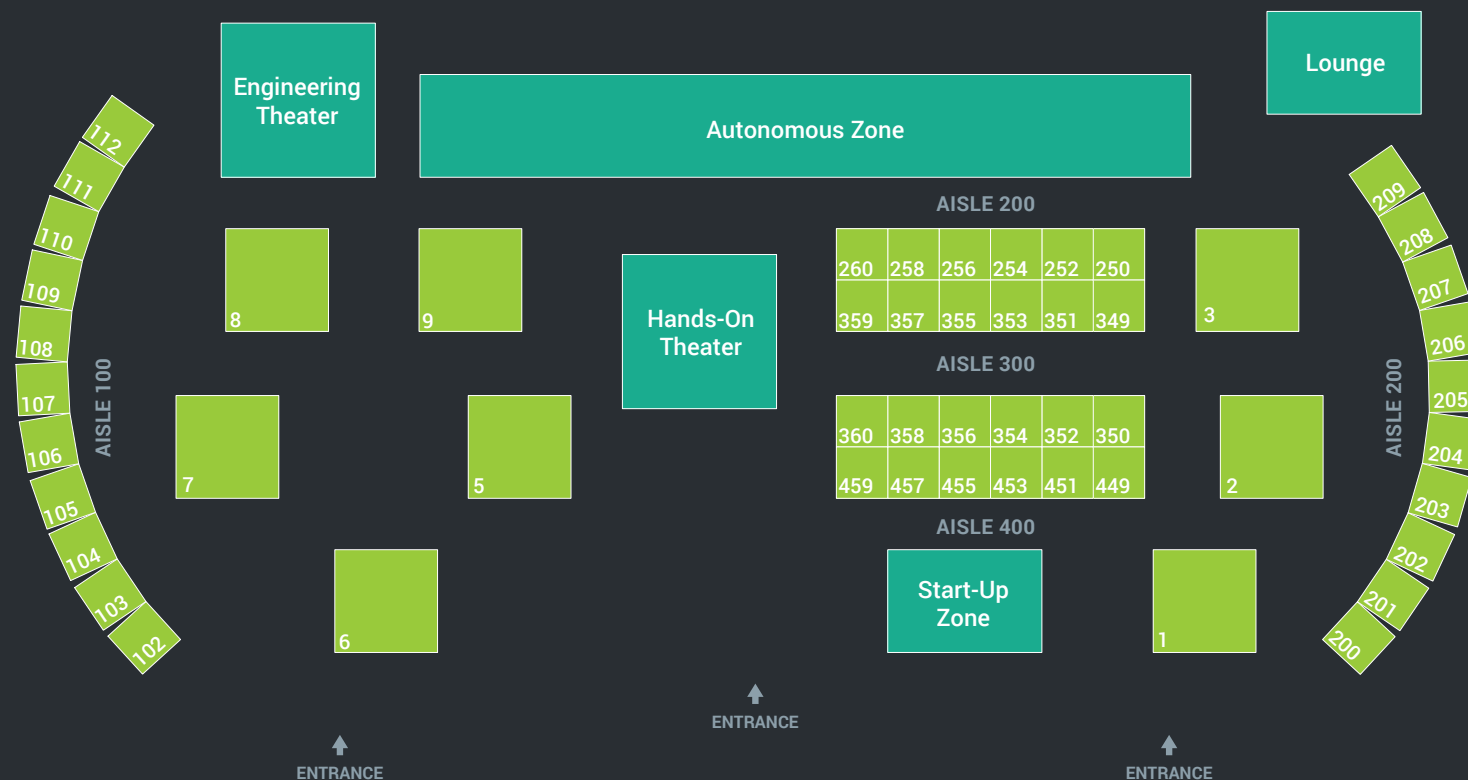 Engineering
Theater
Autonomous Zone
Lounge
112
111
110
109
108
107
106
105
104
103
102
AISLE 100
8
9
7
5
6
Hands-On
Theater
AISLE 200
260 258 256 254 252 250
359 357 355 353 351 349
AISLE 300
360 358 356 354 352 350
459 457 455 453 451 449
AISLE 400
Start-Up
Zone
3
2
1
AISLE 200
209
208
207
206
205
204
203
202
201
200
ENTRANCE
ENTRANCE
ENTRANCE